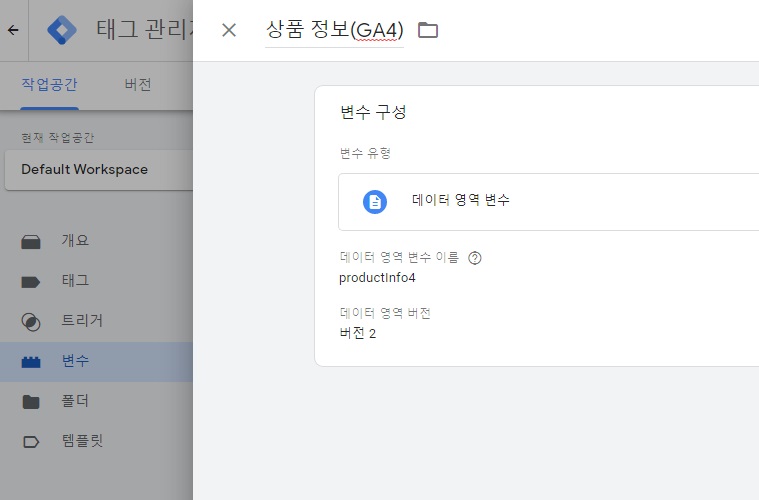 태그 관리자
상품 정보(GA4)
작업공간
버전
현재 작업공간
Default Workspace
개요
태그
트리거
변수
폴더
템플릿
변수 구성
변수 유형
데이터 영역 변수
데이터 영역 변수 이름
productInfo4
데이터 영역 버전
버전 2